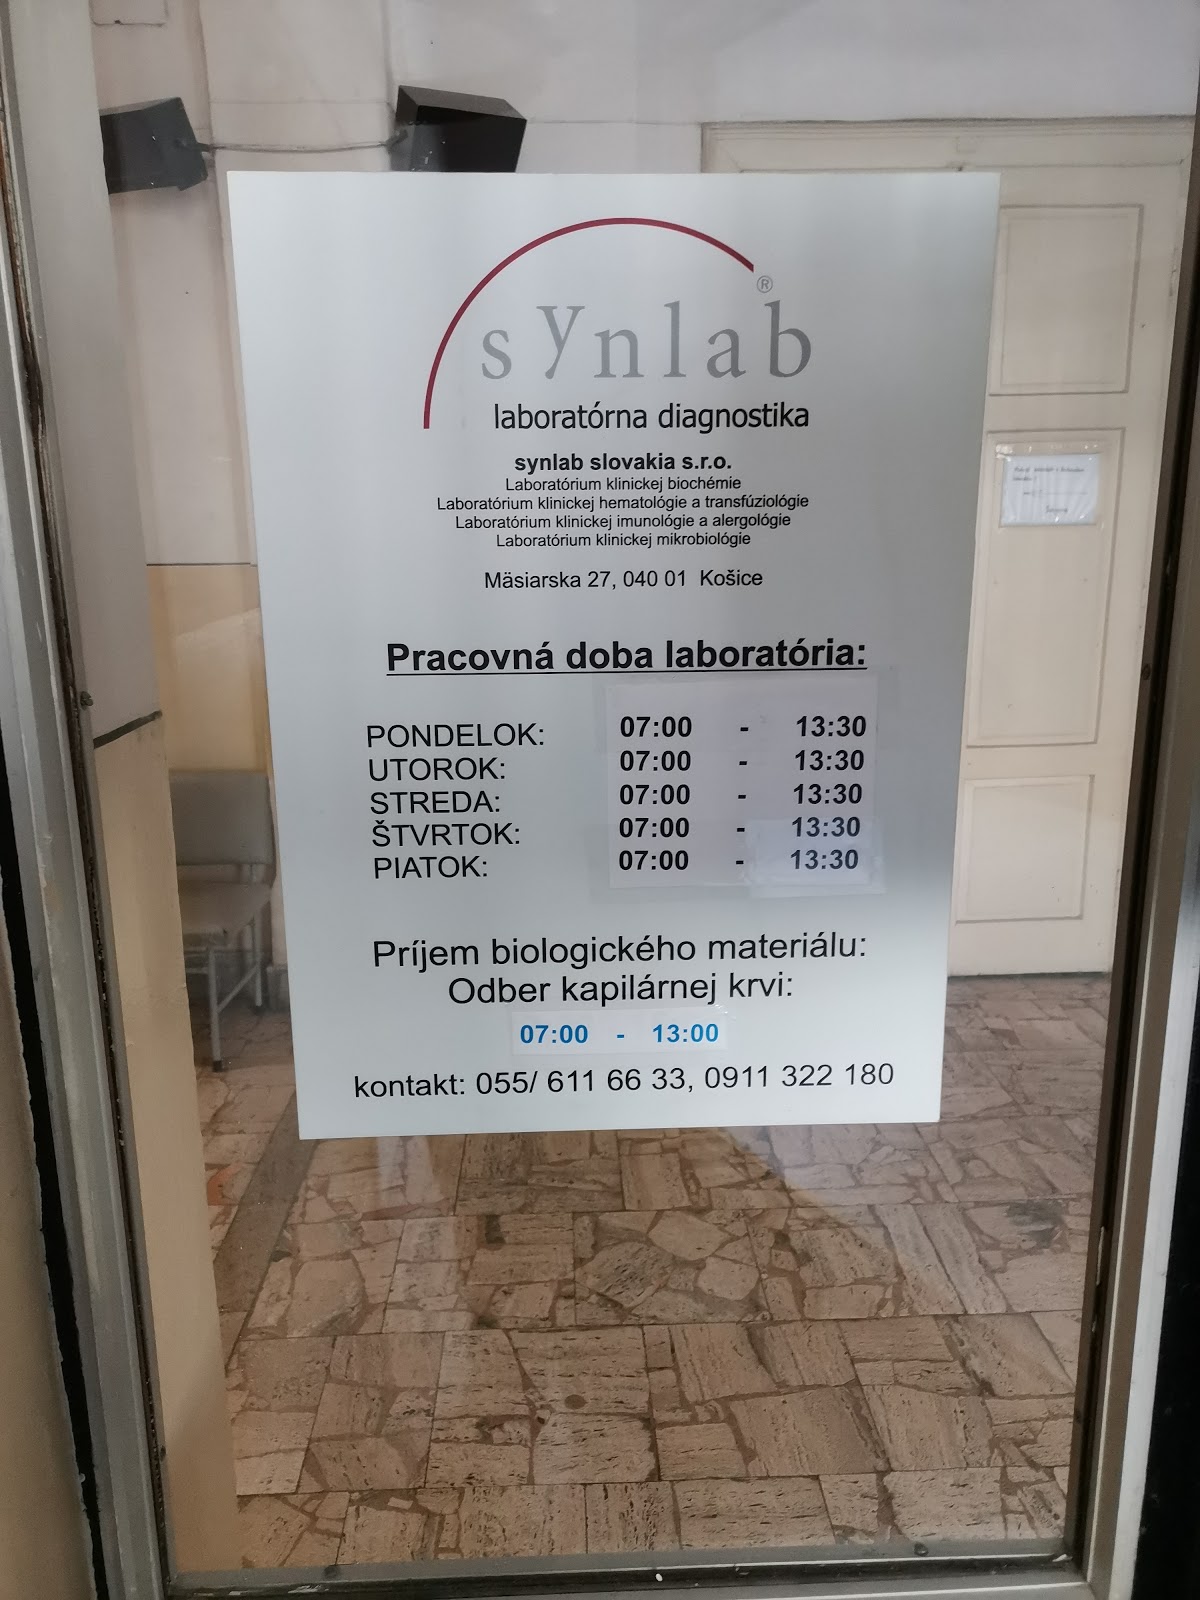 synlab®
laboratórna diagnostika
synlab slovakia s.r.o.
Laboratórium klinickej biochémie
Laboratórium klinickej hematológie a transfúziológie
Laboratórium klinickej imunológie a alergológie
Laboratórium klinickej mikrobiológie
Mäsiarska 27, 040 01 Košice
Pracovná doba laboratória:
PONDELOK: 07:00 - 13:30
UTOROK: 07:00 - 13:30
STREDA: 07:00 - 13:30
ŠTVRTOK: 07:00 - 13:30
PIATOK: 07:00 - 13:30
Príjem biologického materiálu:
Odber kapilárnej krvi:
07:00 - 13:00
kontakt: 055/ 611 66 33, 0911 322 180